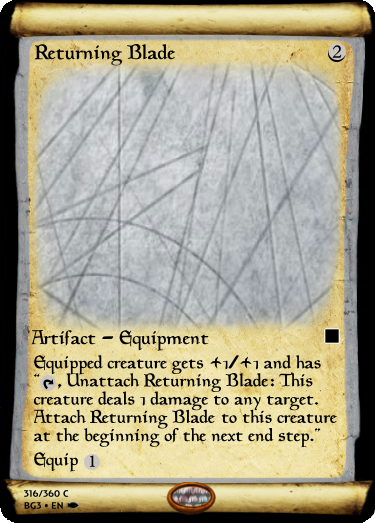 Returning Blade 2
Artifact – Equipment
Equipped creature gets +1/+1 and has
“, Unattach Returning Blade: This
creature deals 1 damage to any target.
Attach Returning Blade to this creature
at the beginning of the next end step.”
Equip 1
316/360 C
BG3 • EN